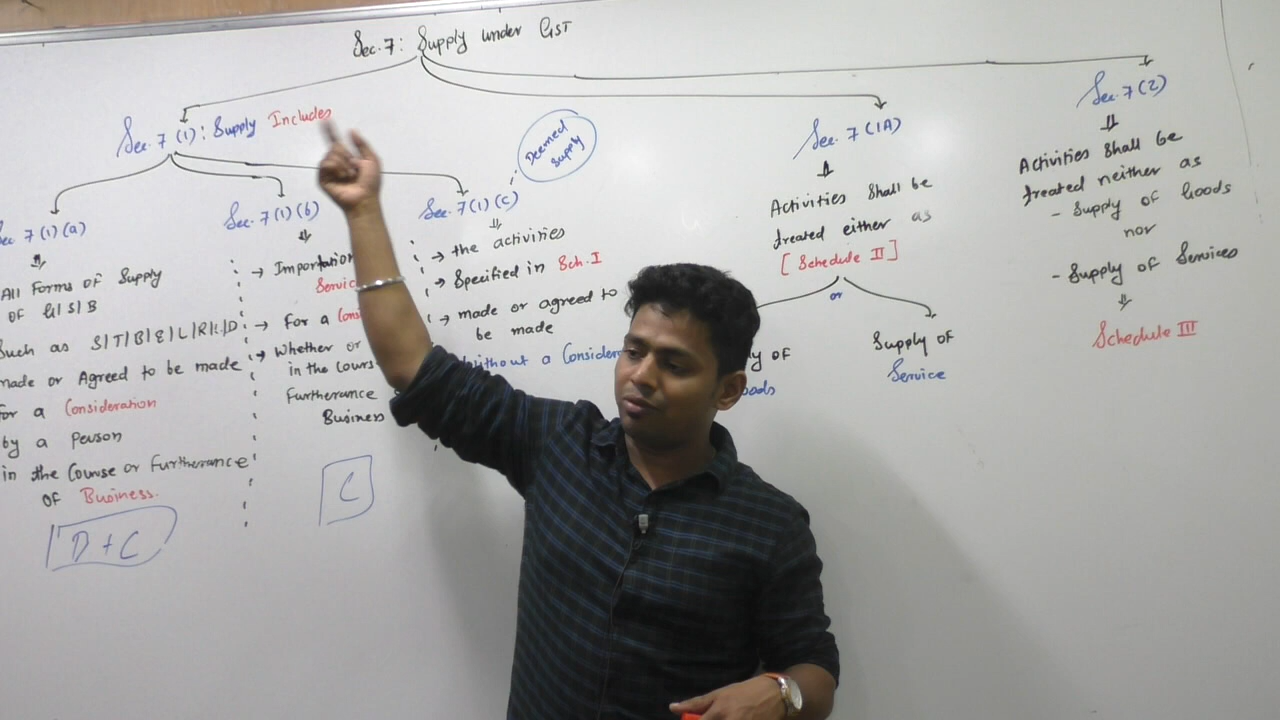 Sec. 7: Supply under GST
Sec. 7 (1): Supply Includes
Deemed
Supply
Sec. 7 (1A)
Sec. 7 (2)
Sec 7 (1) (a)
All Forms of Supply
of G/S/B
Such as S/T/B/E/L/R/L/D
made or Agreed to be made
For a Consideration
by a Person
in the Course or Furtherance
of Business.
D + C
Sec. 7 (1) (b)
→ Importation
Service
→ For a
→ Whether or
in the Cours
Furtherance
Business
C
Sec. 7 (1) (c)
→ the activities
→ Specified in Sch. I
→ made or agreed to
be made
without a
Activities Shall be
treated either as
[ Schedule II ]
or
of
Supply of
Service
Activities Shall be
treated neither as
- Supply of Goods
nor
- Supply of Services
Schedule III